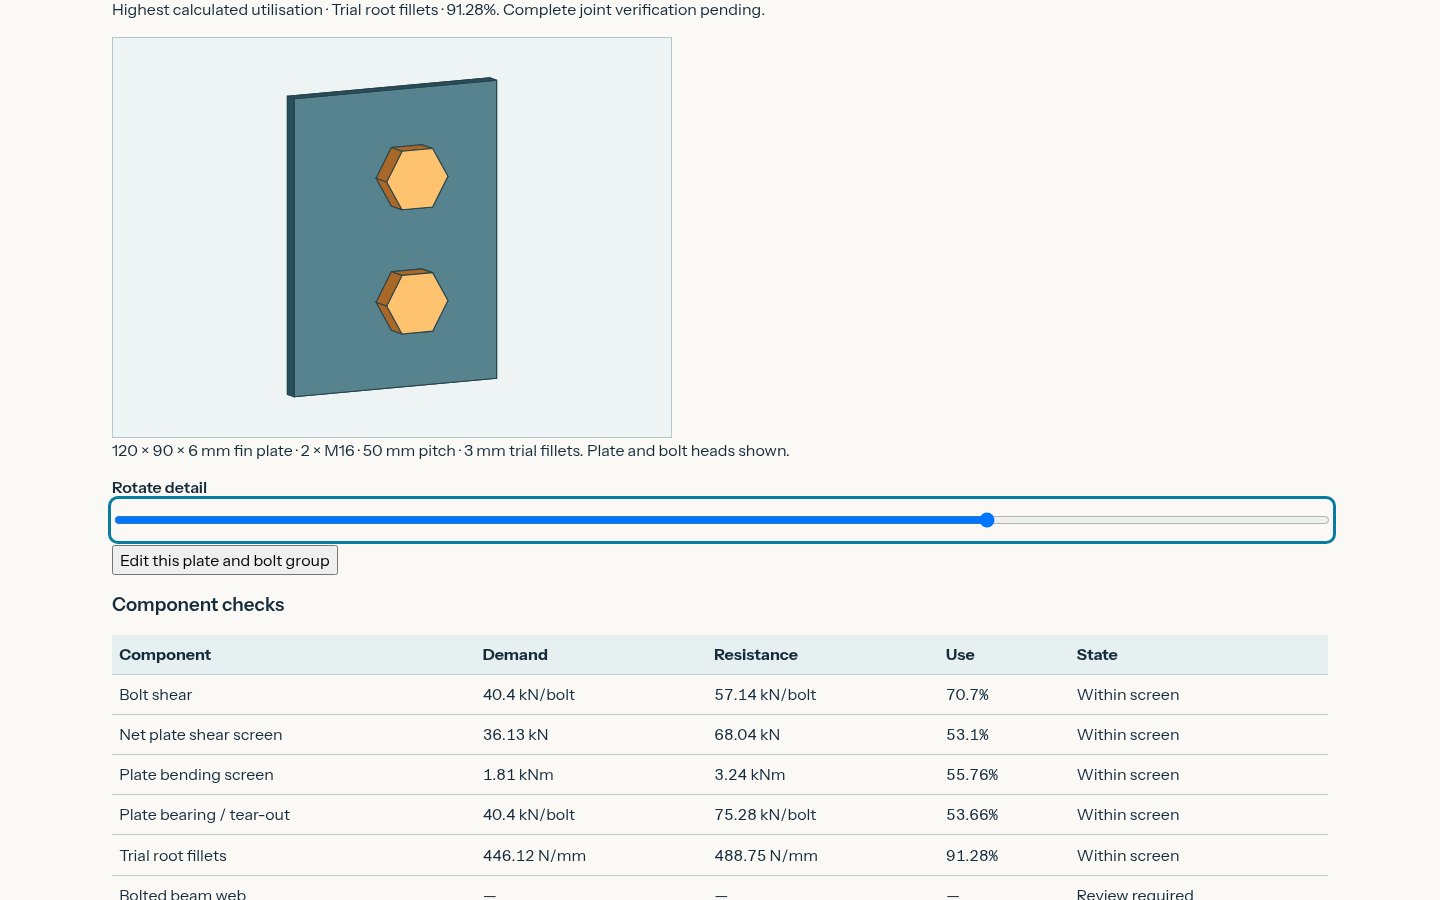 Highest calculated utilisation · Trial root fillets · 91.28%. Complete joint verification pending.
120 × 90 × 6 mm fin plate · 2 × M16 · 50 mm pitch · 3 mm trial fillets. Plate and bolt heads shown.
Rotate detail
Edit this plate and bolt group
Component checks
Component Demand Resistance Use State
Bolt shear 40.4 kN/bolt 57.14 kN/bolt 70.7% Within screen
Net plate shear screen 36.13 kN 68.04 kN 53.1% Within screen
Plate bending screen 1.81 kNm 3.24 kNm 55.76% Within screen
Plate bearing / tear-out 40.4 kN/bolt 75.28 kN/bolt 53.66% Within screen
Trial root fillets 446.12 N/mm 488.75 N/mm 91.28% Within screen
Bolted beam web — — — Review required